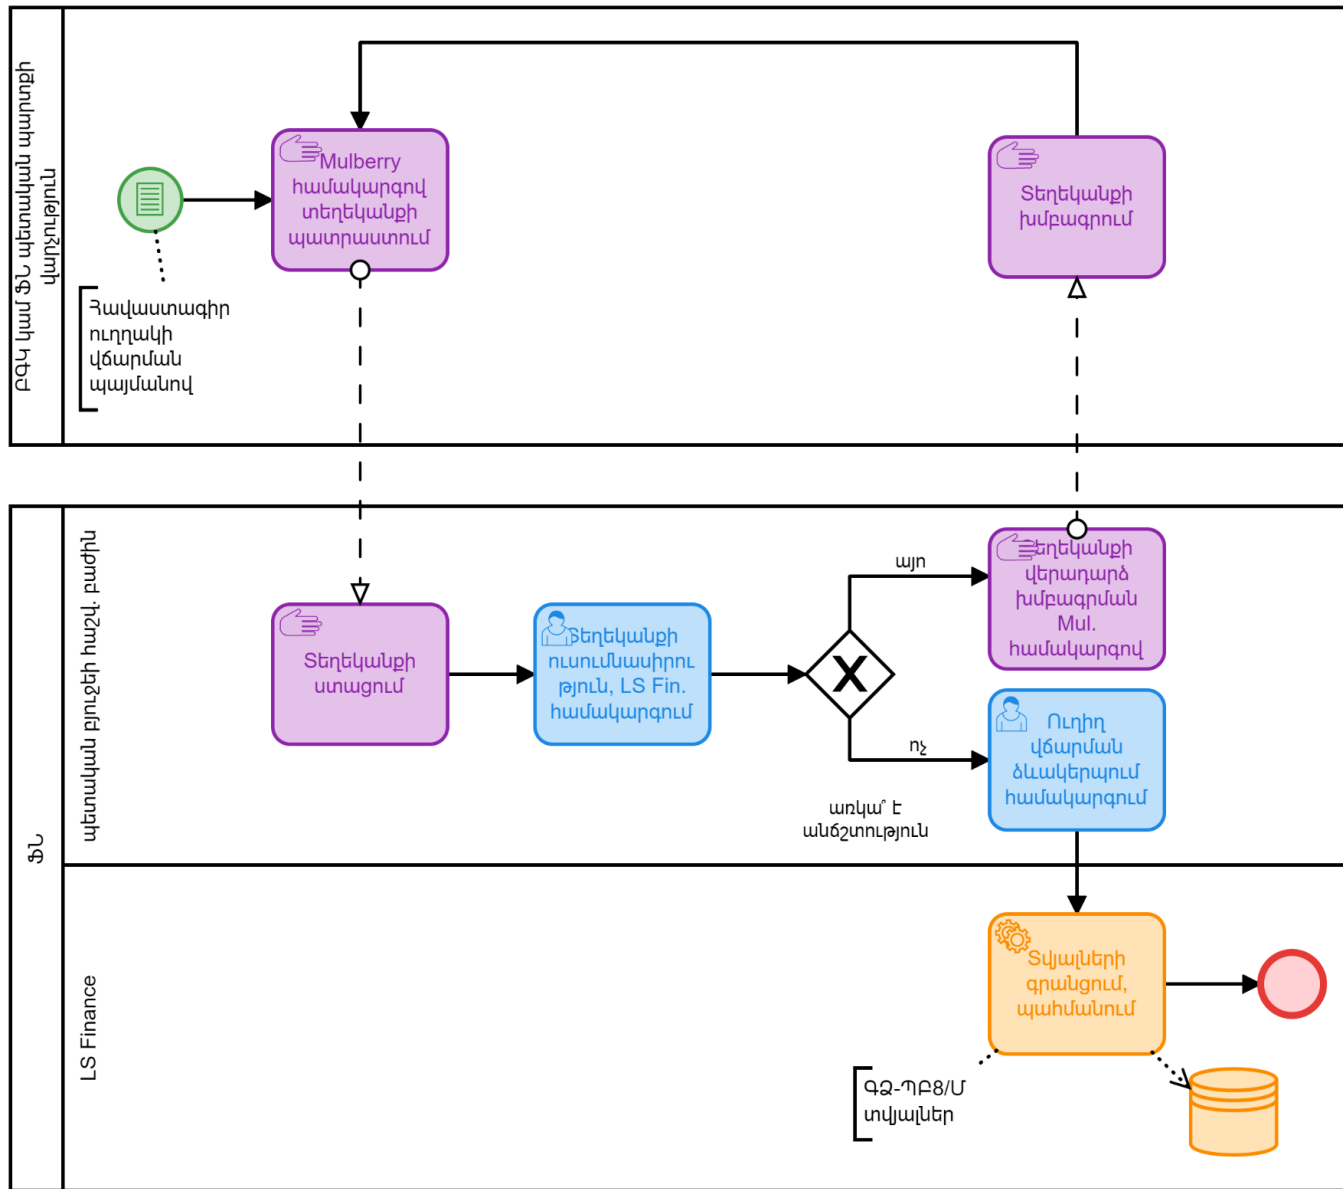 ԲԳԿ կամ ՖՆ պետական պարտքի
վարչություն
Mulberry
համակարգով
տեղեկանքի
պատրաստում
Տեղեկանքի
խմբագրում
Հավաստագիր
ուղղակի
վճարման
պայմանով
ՖՆ
պետական բյուջեի հաշվ. բաժին
Տեղեկանքի
ստացում
Տեղեկանքի
ուսումնասիրու
թյուն, LS Fin.
համակարգում
այո
ոչ
առկա՞ է
անճշտություն
Տեղեկանքի
վերադարձ
խմբագրման
Mul.
համակարգով
Ուղիղ
վճարման
ձևակերպում
համակարգում
LS Finance
Տվյալների
գրանցում,
պահմանում
ԳՁ-ՊԲ8/Մ
տվյալներ